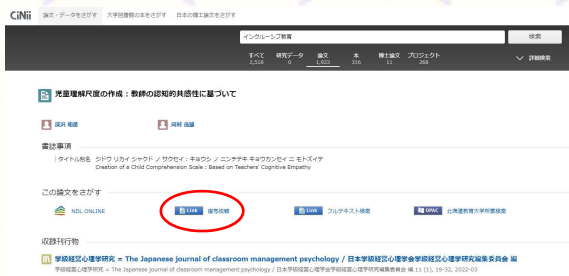 CiNii 論文・データをさがす 大学図書館の本をさがす 日本の博士論文をさがす
インクルーシブ教育 検索
すべて 研究データ 論文 本 博士論文 プロジェクト
2,518 0 1,923 316 11 268
詳細検索
児童理解尺度の作成：教師の認知的共感性に基づいて
深沢 和彦 河村 茂雄
書誌事項
タイトル別名 ジドウ リカイ シャクド ノ サクセイ : キョウシ ノ ニンチテキ キョウカンセイ ニ モトズイテ
Creation of a Child Comprehension Scale : Based on Teachers' Cognitive Empathy
この論文をさがす
NDL ONLINE Link 複写依頼 Link フルテキスト検索 OPAC 北海道教育大学所蔵検索
収録刊行物
学級経営心理学研究 = The Japanese journal of classroom management psychology / 日本学級経営心理学会学級経営心理学研究編集委員会 編
学級経営心理学研究 = The Japanese journal of classroom management psychology / 日本学級経営心理学会学級経営心理学研究編集委員会 編 11 (1), 19-32, 2022-03